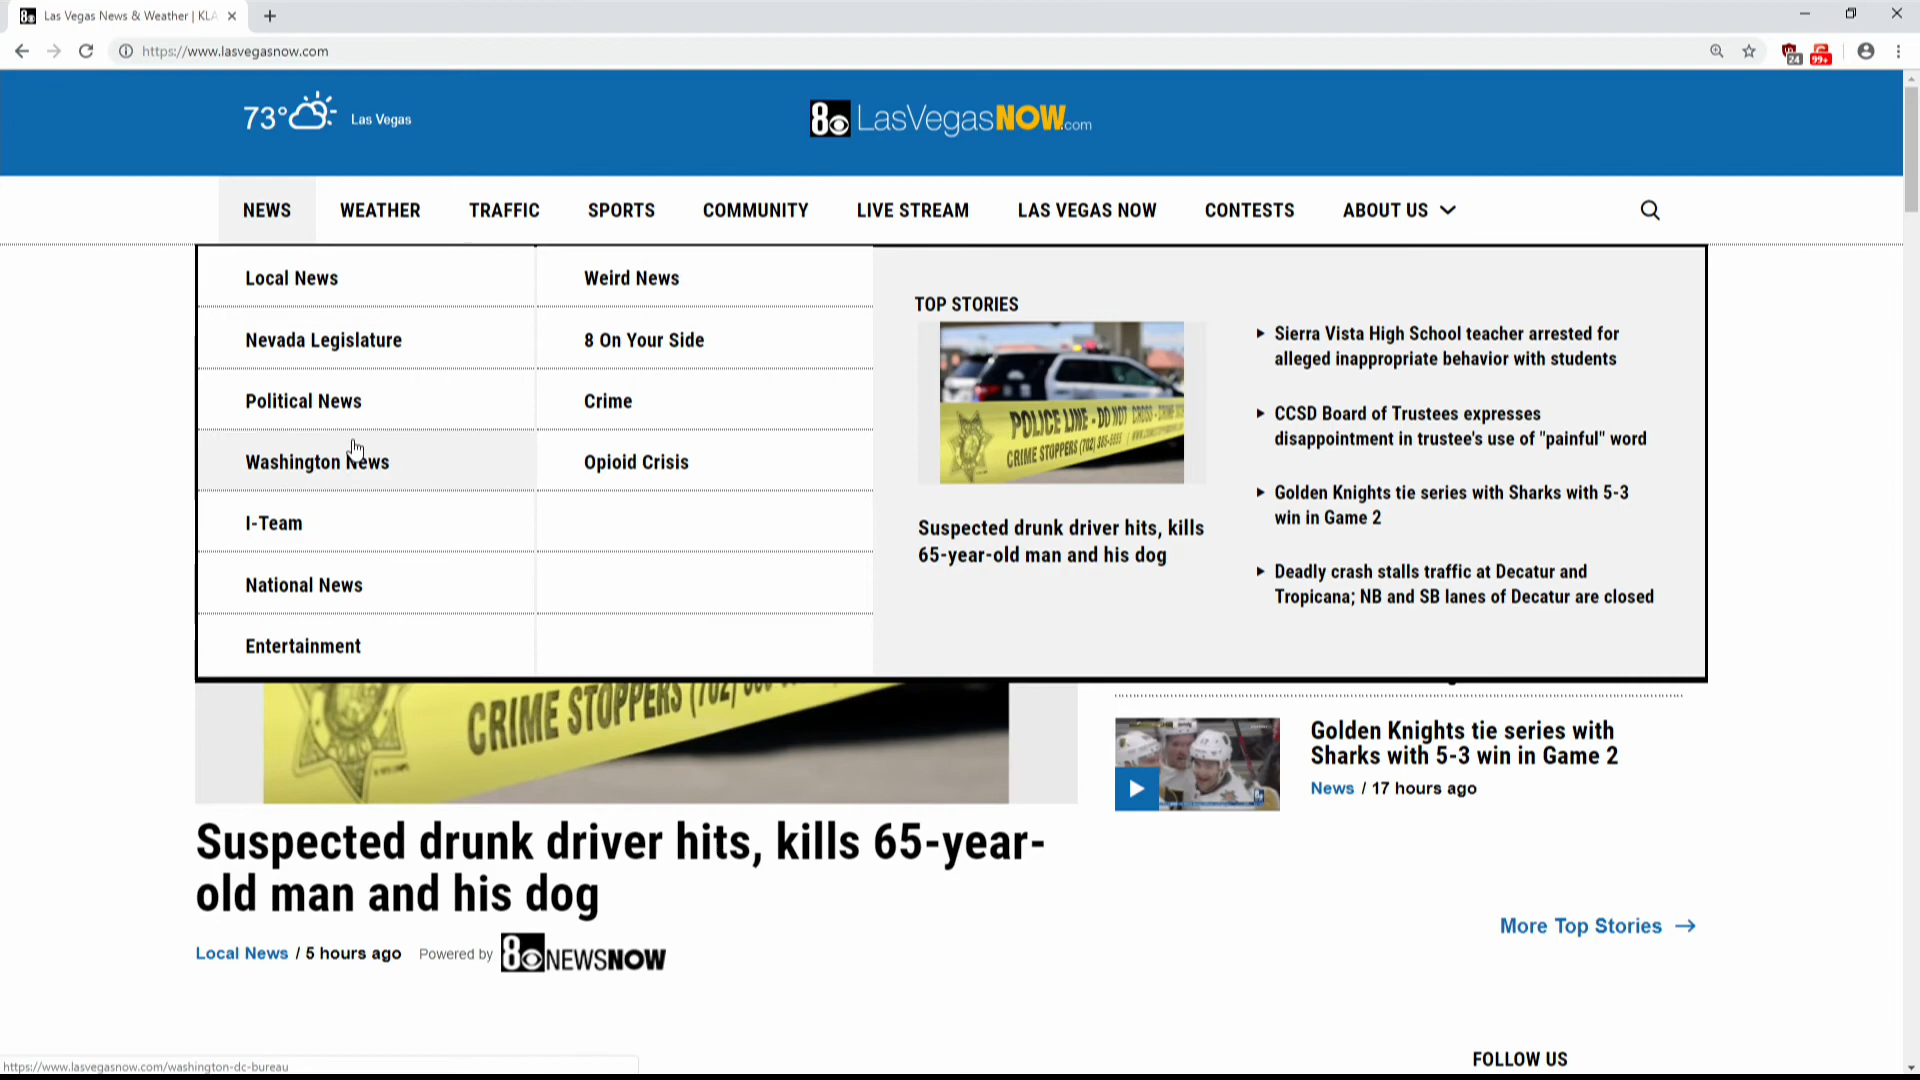 Las Vegas News & Weather | KLA
https://www.lasvegasnow.com
24
99+
73°
Las Vegas
8 LasVegasNOW.com
NEWS
WEATHER
TRAFFIC
SPORTS
COMMUNITY
LIVE STREAM
LAS VEGAS NOW
CONTESTS
ABOUT US
Local News
Nevada Legislature
Political News
Washington News
I-Team
National News
Entertainment
Weird News
8 On Your Side
Crime
Opioid Crisis
TOP STORIES
POLICE LINE - DO NOT CROSS
CRIME STOPPERS (702) 385-5555
Suspected drunk driver hits, kills
65-year-old man and his dog
Sierra Vista High School teacher arrested for
alleged inappropriate behavior with students
CCSD Board of Trustees expresses
disappointment in trustee's use of "painful" word
Golden Knights tie series with Sharks with 5-3
win in Game 2
Deadly crash stalls traffic at Decatur and
Tropicana; NB and SB lanes of Decatur are closed
CRIME STOPPERS (702)
Golden Knights tie series with
Sharks with 5-3 win in Game 2
News / 17 hours ago
Suspected drunk driver hits, kills 65-year-
old man and his dog
Local News / 5 hours ago Powered by 8 NEWSNOW
More Top Stories
FOLLOW US
https://www.lasvegasnow.com/washington-dc-bureau